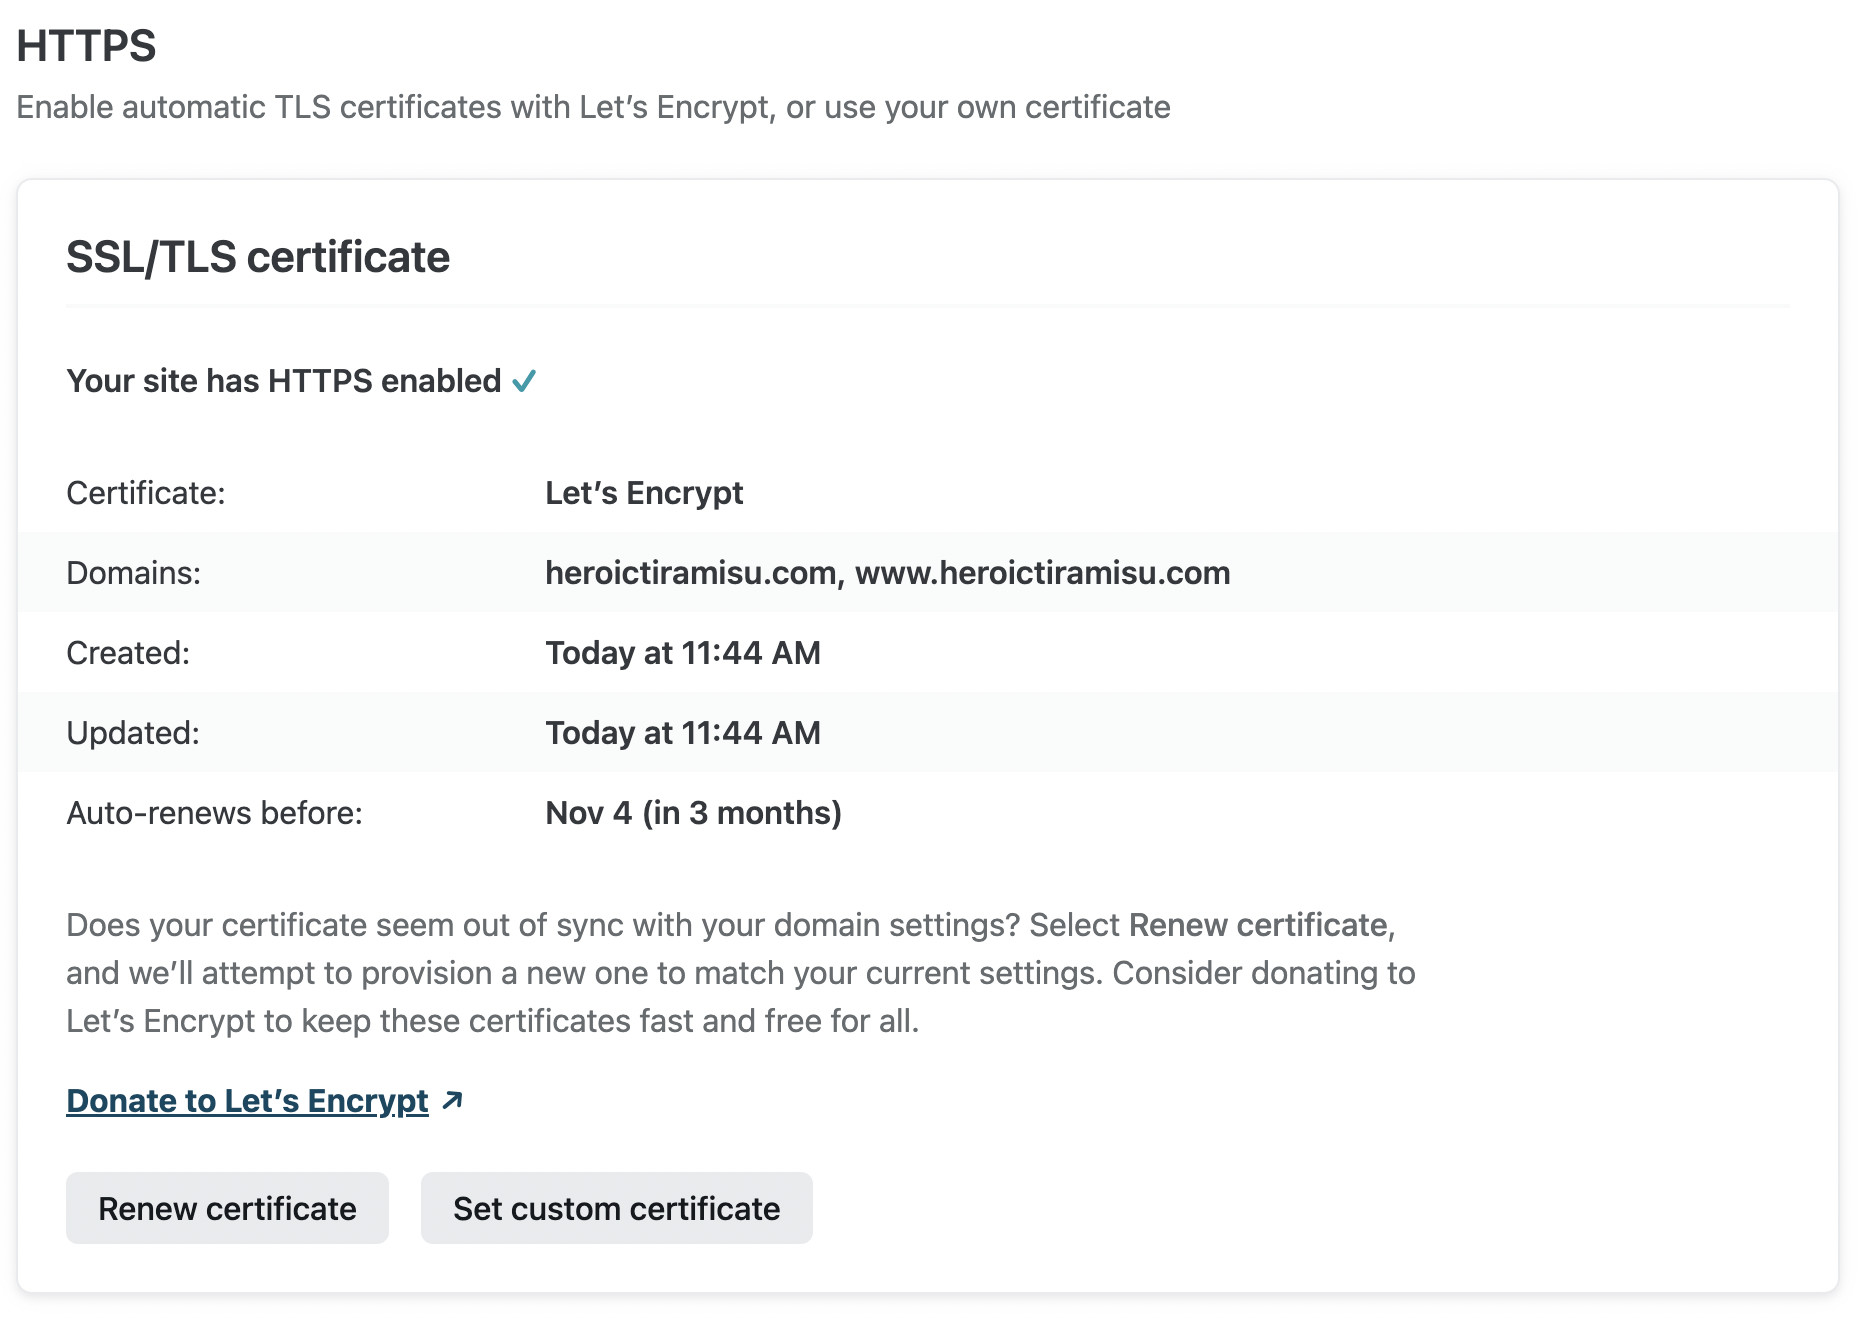 HTTPS
Enable automatic TLS certificates with Let’s Encrypt, or use your own certificate
SSL/TLS certificate
Your site has HTTPS enabled ✓
Certificate: Let’s Encrypt
Domains: heroictiramisu.com, www.heroictiramisu.com
Created: Today at 11:44 AM
Updated: Today at 11:44 AM
Auto-renews before: Nov 4 (in 3 months)
Does your certificate seem out of sync with your domain settings? Select Renew certificate,
and we’ll attempt to provision a new one to match your current settings. Consider donating to
Let’s Encrypt to keep these certificates fast and free for all.
Donate to Let’s Encrypt ↗
Renew certificate Set custom certificate